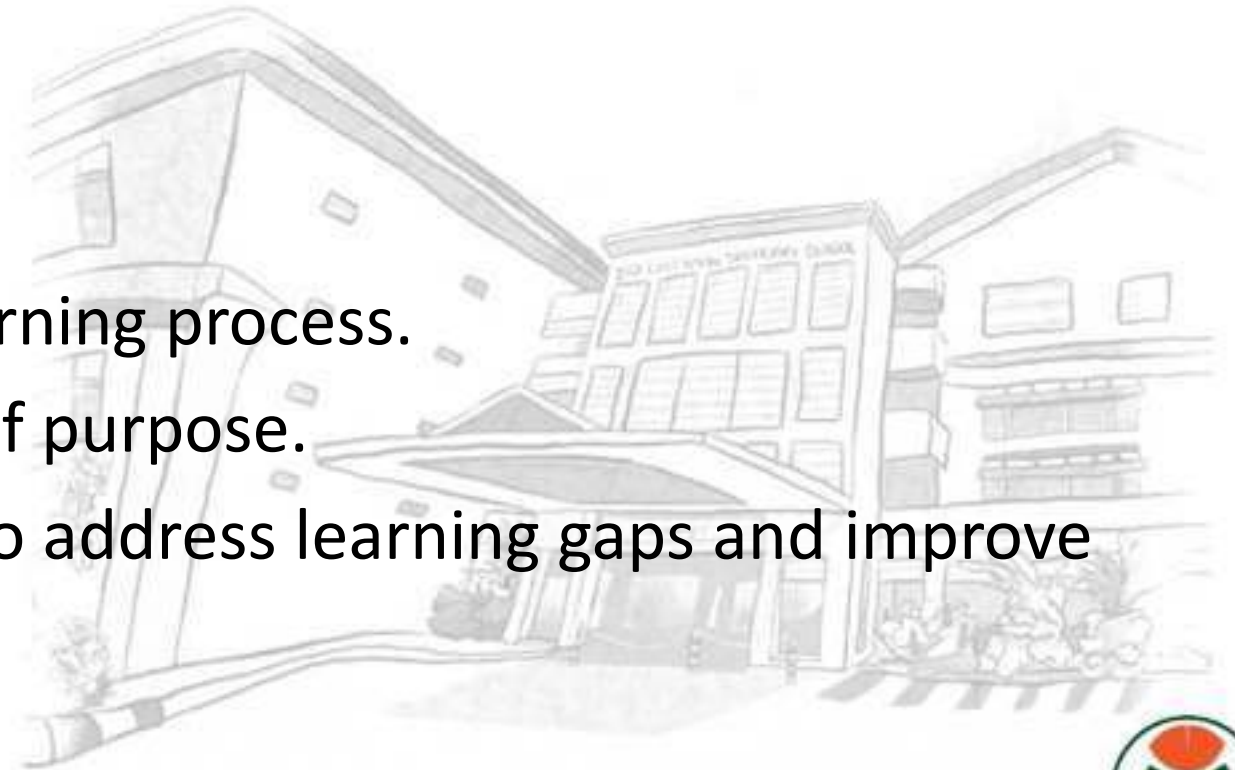 rning process.
f purpose.
o address learning gaps and improve